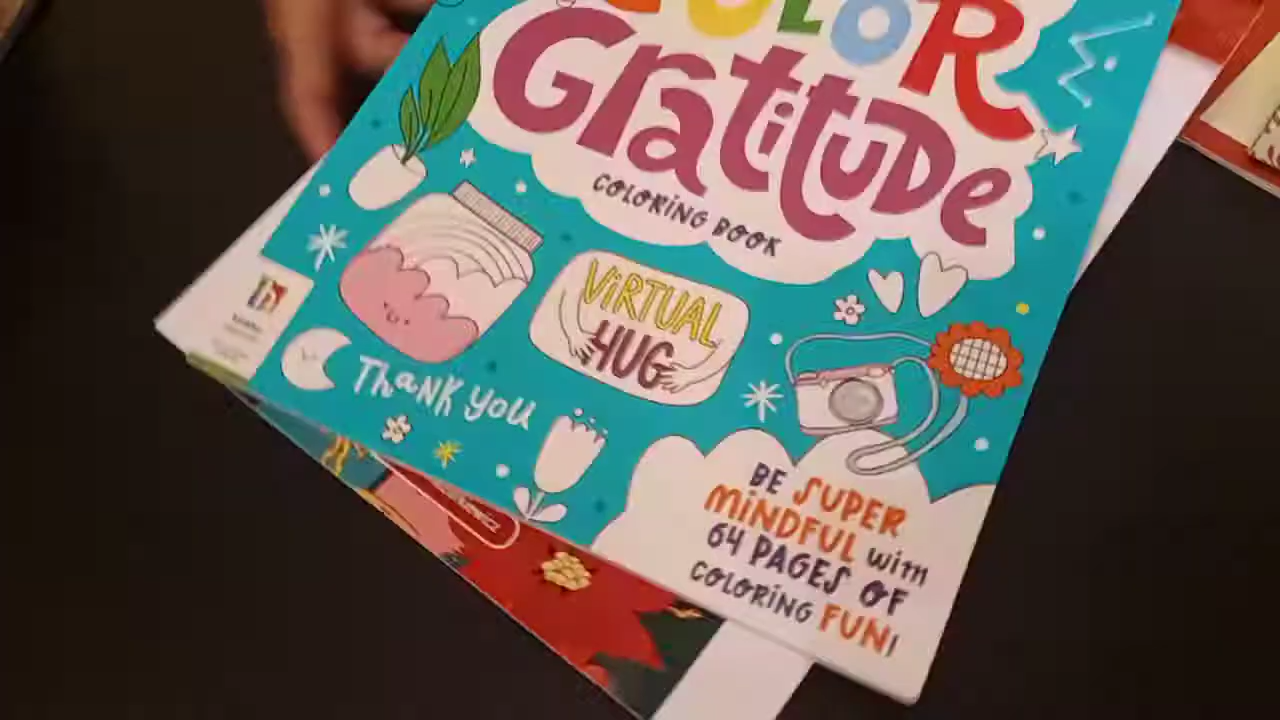 COLOR
GRatituDe
COLORING BOOK
ViRTUAL
HUG
THaNK YOU
BE SUPER
MiNDFUL with
64 PAGES OF
COLORING FUN!